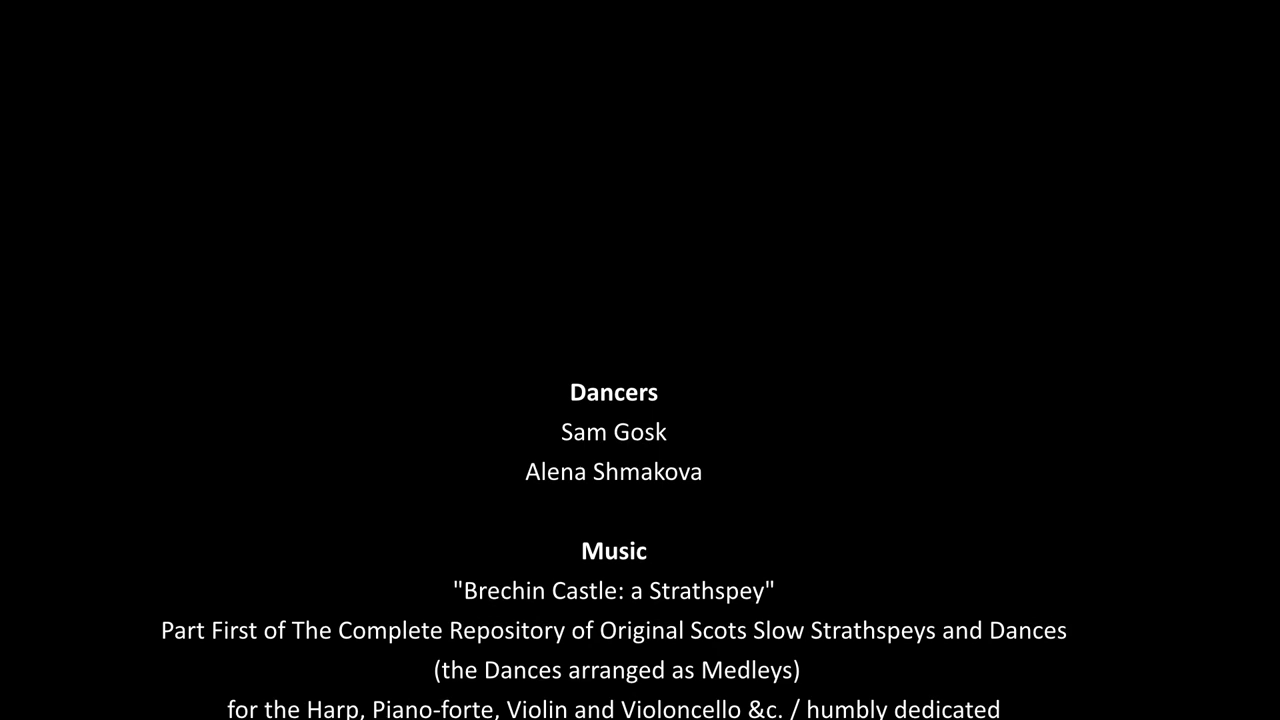 Dancers
Sam Gosk
Alena Shmakova
Music
"Brechin Castle: a Strathspey"
Part First of The Complete Repository of Original Scots Slow Strathspeys and Dances
(the Dances arranged as Medleys)
for the Harp, Piano-forte, Violin and Violoncello &c. / humbly dedicated